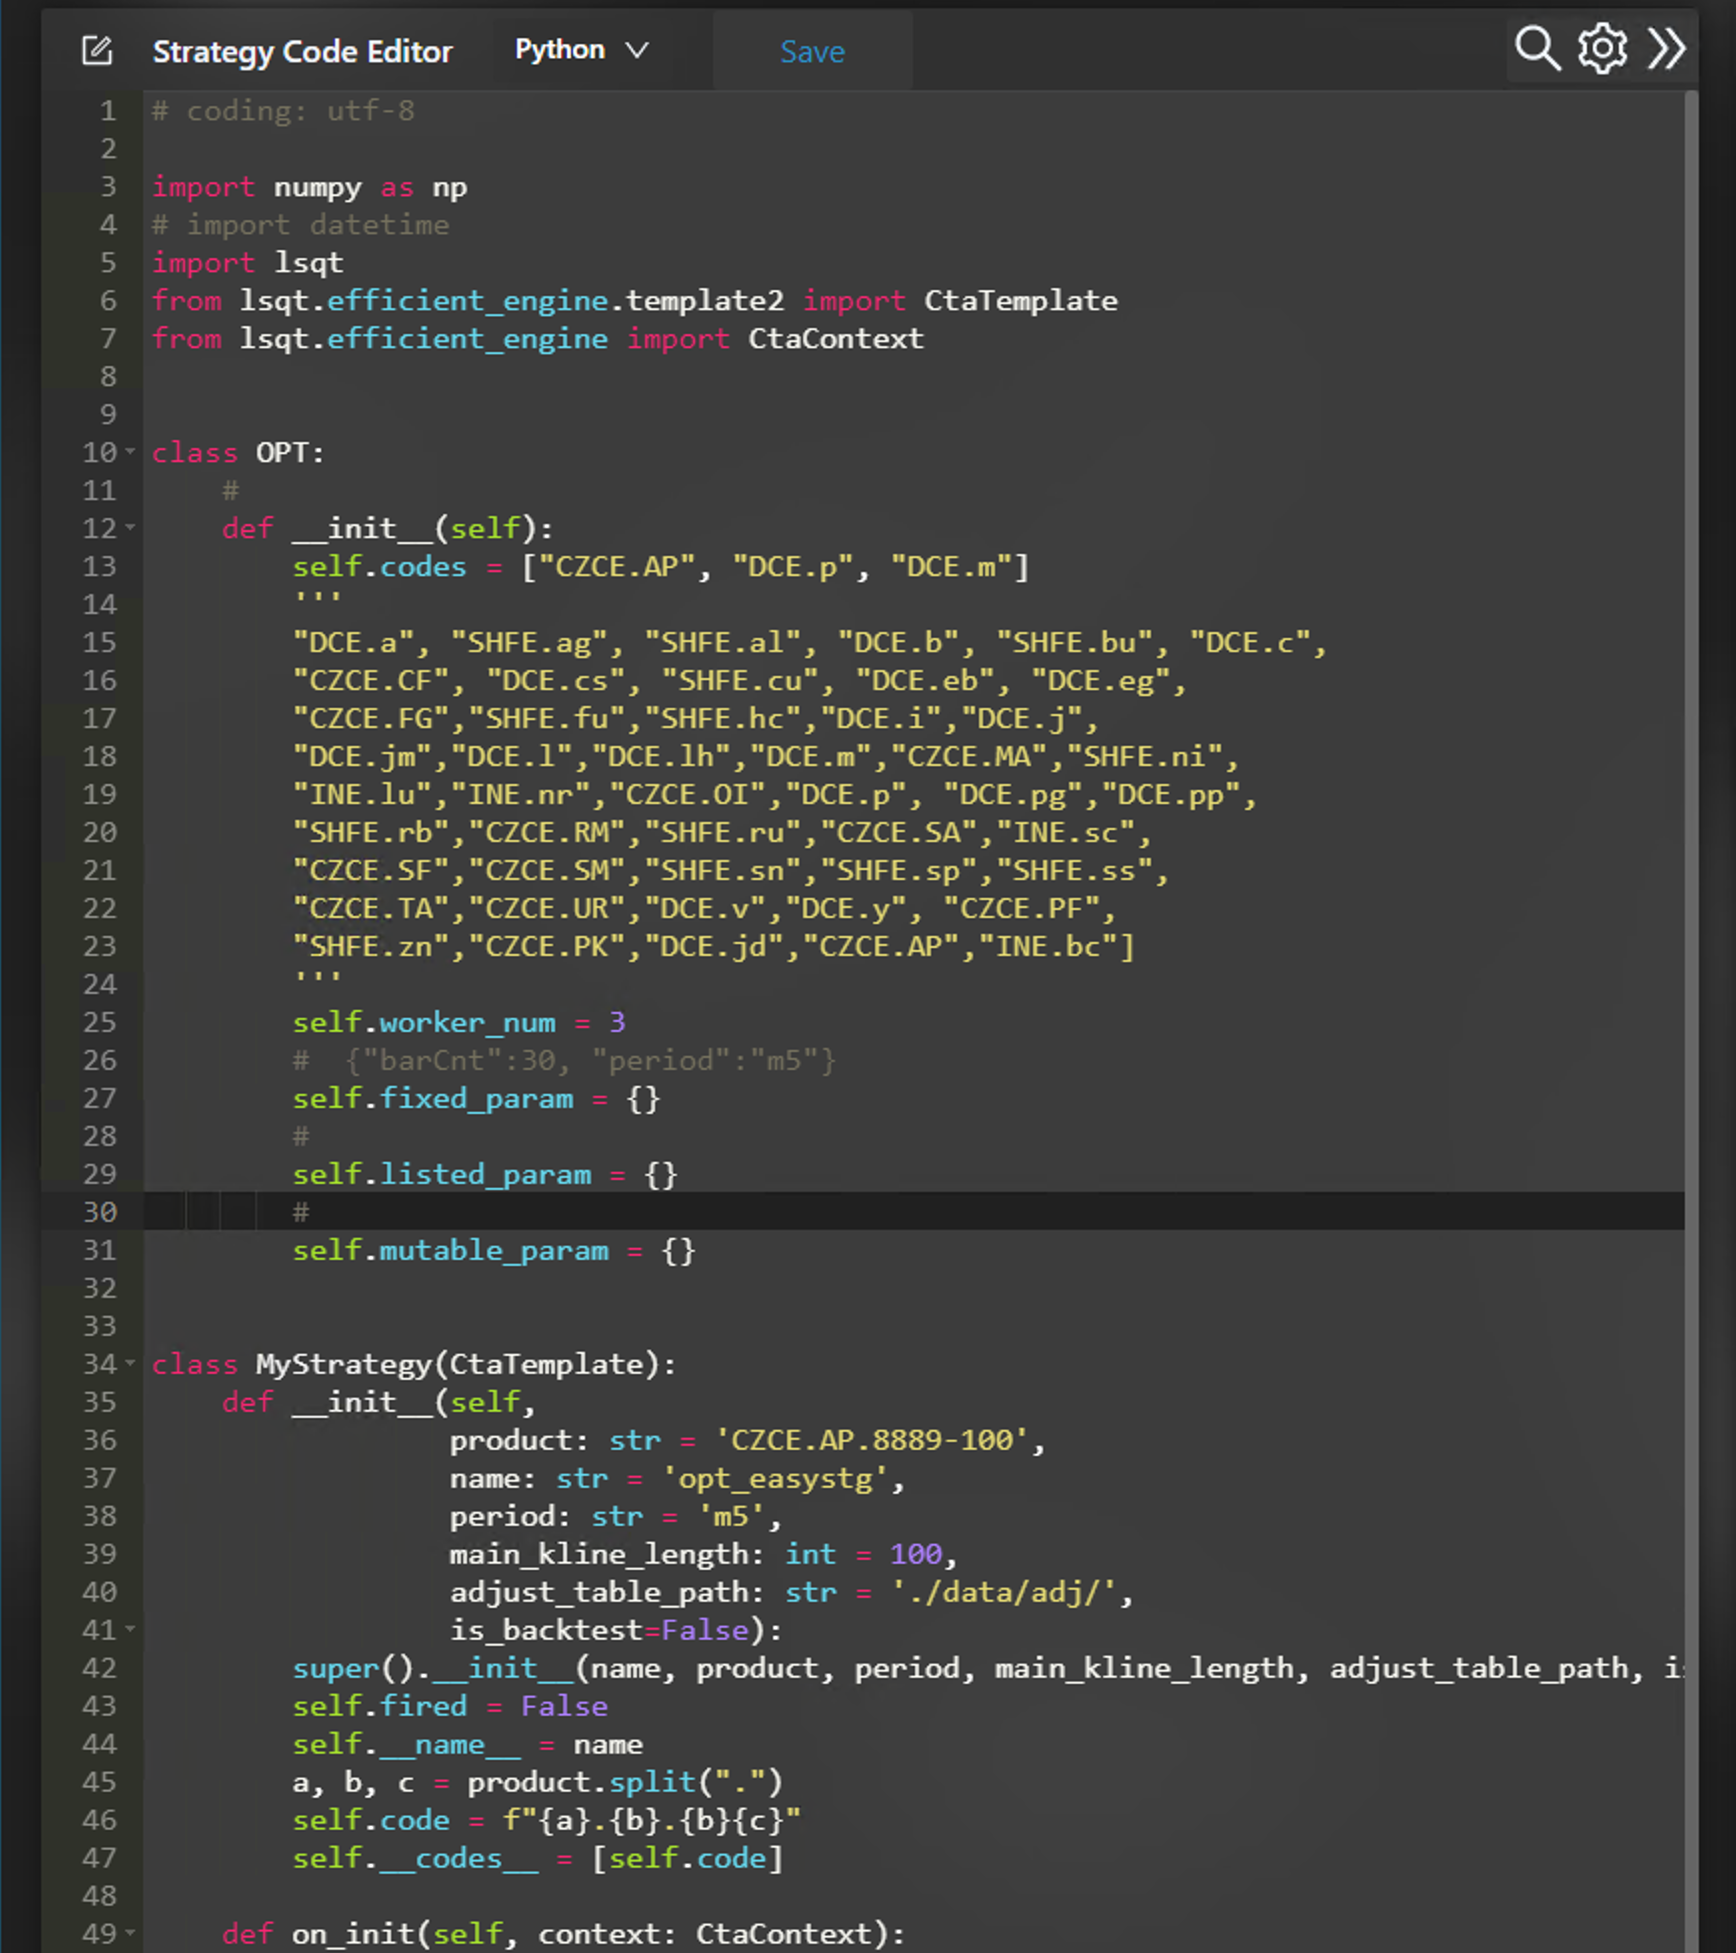 Strategy Code Editor Python Save
1 # coding: utf-8
2
3 import numpy as np
4 # import datetime
5 import lsqt
6 from lsqt.efficient_engine.template2 import CtaTemplate
7 from lsqt.efficient_engine import CtaContext
8
9
10 class OPT:
11     #
12     def __init__(self):
13         self.codes = ["CZCE.AP", "DCE.p", "DCE.m"]
14         '''
15         "DCE.a", "SHFE.ag", "SHFE.al", "DCE.b", "SHFE.bu", "DCE.c",
16         "CZCE.CF", "DCE.cs", "SHFE.cu", "DCE.eb", "DCE.eg",
17         "CZCE.FG","SHFE.fu","SHFE.hc","DCE.i","DCE.j",
18         "DCE.jm","DCE.l","DCE.lh","DCE.m","CZCE.MA","SHFE.ni",
19         "INE.lu","INE.nr","CZCE.OI","DCE.p", "DCE.pg","DCE.pp",
20         "SHFE.rb","CZCE.RM","SHFE.ru","CZCE.SA","INE.sc",
21         "CZCE.SF","CZCE.SM","SHFE.sn","SHFE.sp","SHFE.ss",
22         "CZCE.TA","CZCE.UR","DCE.v","DCE.y", "CZCE.PF",
23         "SHFE.zn","CZCE.PK","DCE.jd","CZCE.AP","INE.bc"]
24         '''
25         self.worker_num = 3
26         #  {"barCnt":30, "period":"m5"}
27         self.fixed_param = {}
28         #
29         self.listed_param = {}
30         #
31         self.mutable_param = {}
32
33
34 class MyStrategy(CtaTemplate):
35     def __init__(self,
36                  product: str = 'CZCE.AP.8889-100',
37                  name: str = 'opt_easystg',
38                  period: str = 'm5',
39                  main_kline_length: int = 100,
40                  adjust_table_path: str = './data/adj/',
41                  is_backtest=False):
42         super().__init__(name, product, period, main_kline_length, adjust_table_path,
43         self.fired = False
44         self.__name__ = name
45         a, b, c = product.split(".")
46         self.code = f"{a}.{b}.{b}{c}"
47         self.__codes__ = [self.code]
48
49     def on_init(self, context: CtaContext):